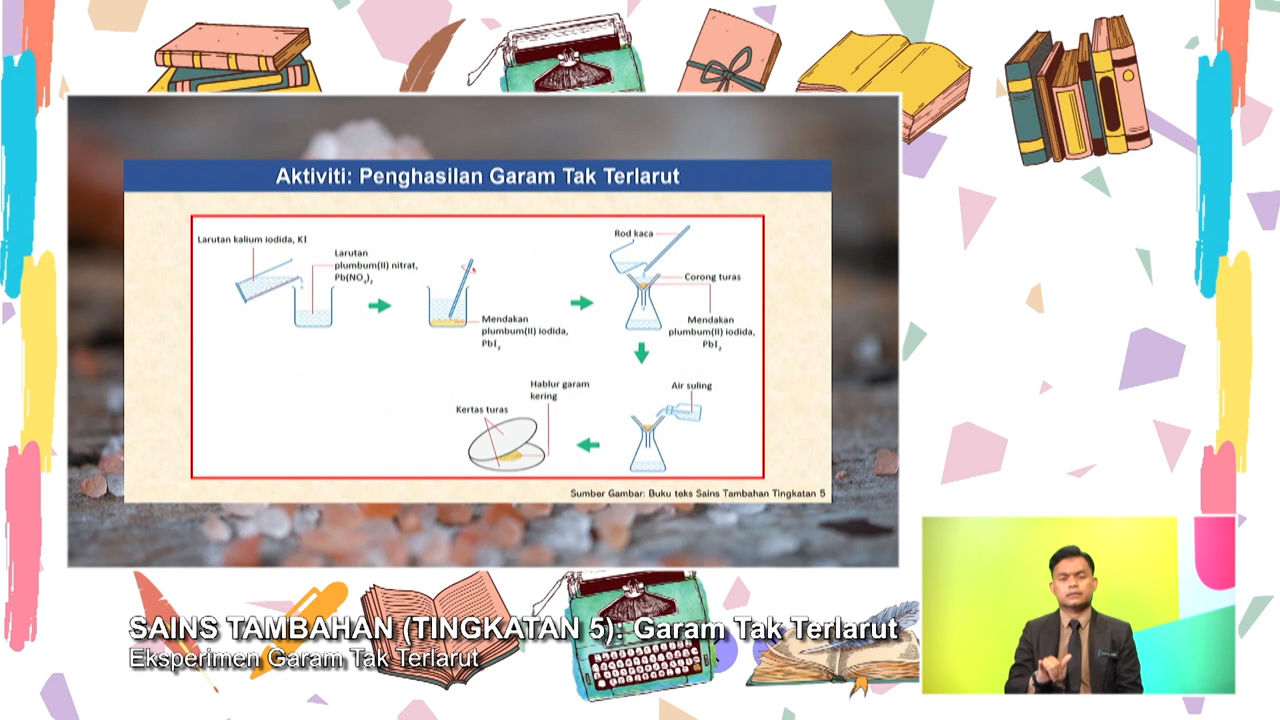 Aktiviti: Penghasilan Garam Tak Terlarut
Larutan kalium iodida, KI
Larutan
plumbum(II) nitrat,
Pb(NO₃)₂
Mendakan
plumbum(II) iodida,
PbI₂
Rod kaca
Corong turas
Mendakan
plumbum(II) iodida,
PbI₂
Air suling
Hablur garam
kering
Kertas turas
Sumber Gambar: Buku teks Sains Tambahan Tingkatan 5
SAINS TAMBAHAN (TINGKATAN 5): Garam Tak Terlarut
Eksperimen Garam Tak Terlarut